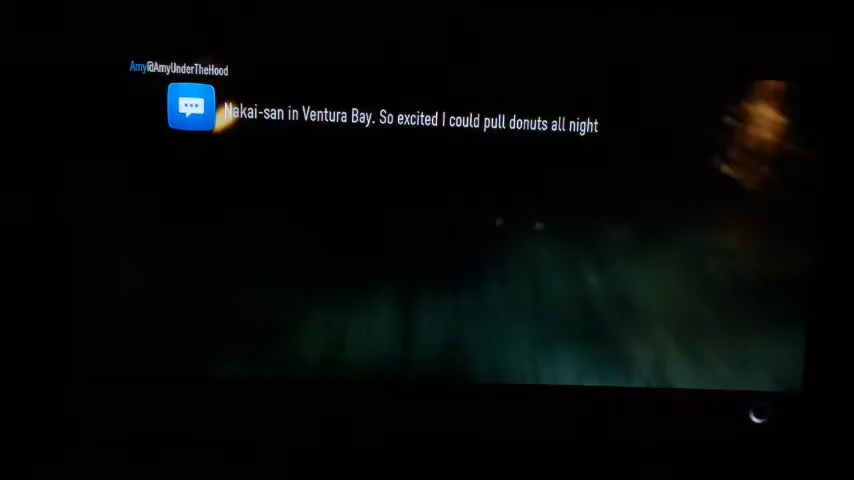 Amy@AmyUnderTheHood
Nakai-san in Ventura Bay. So excited I could pull donuts all night